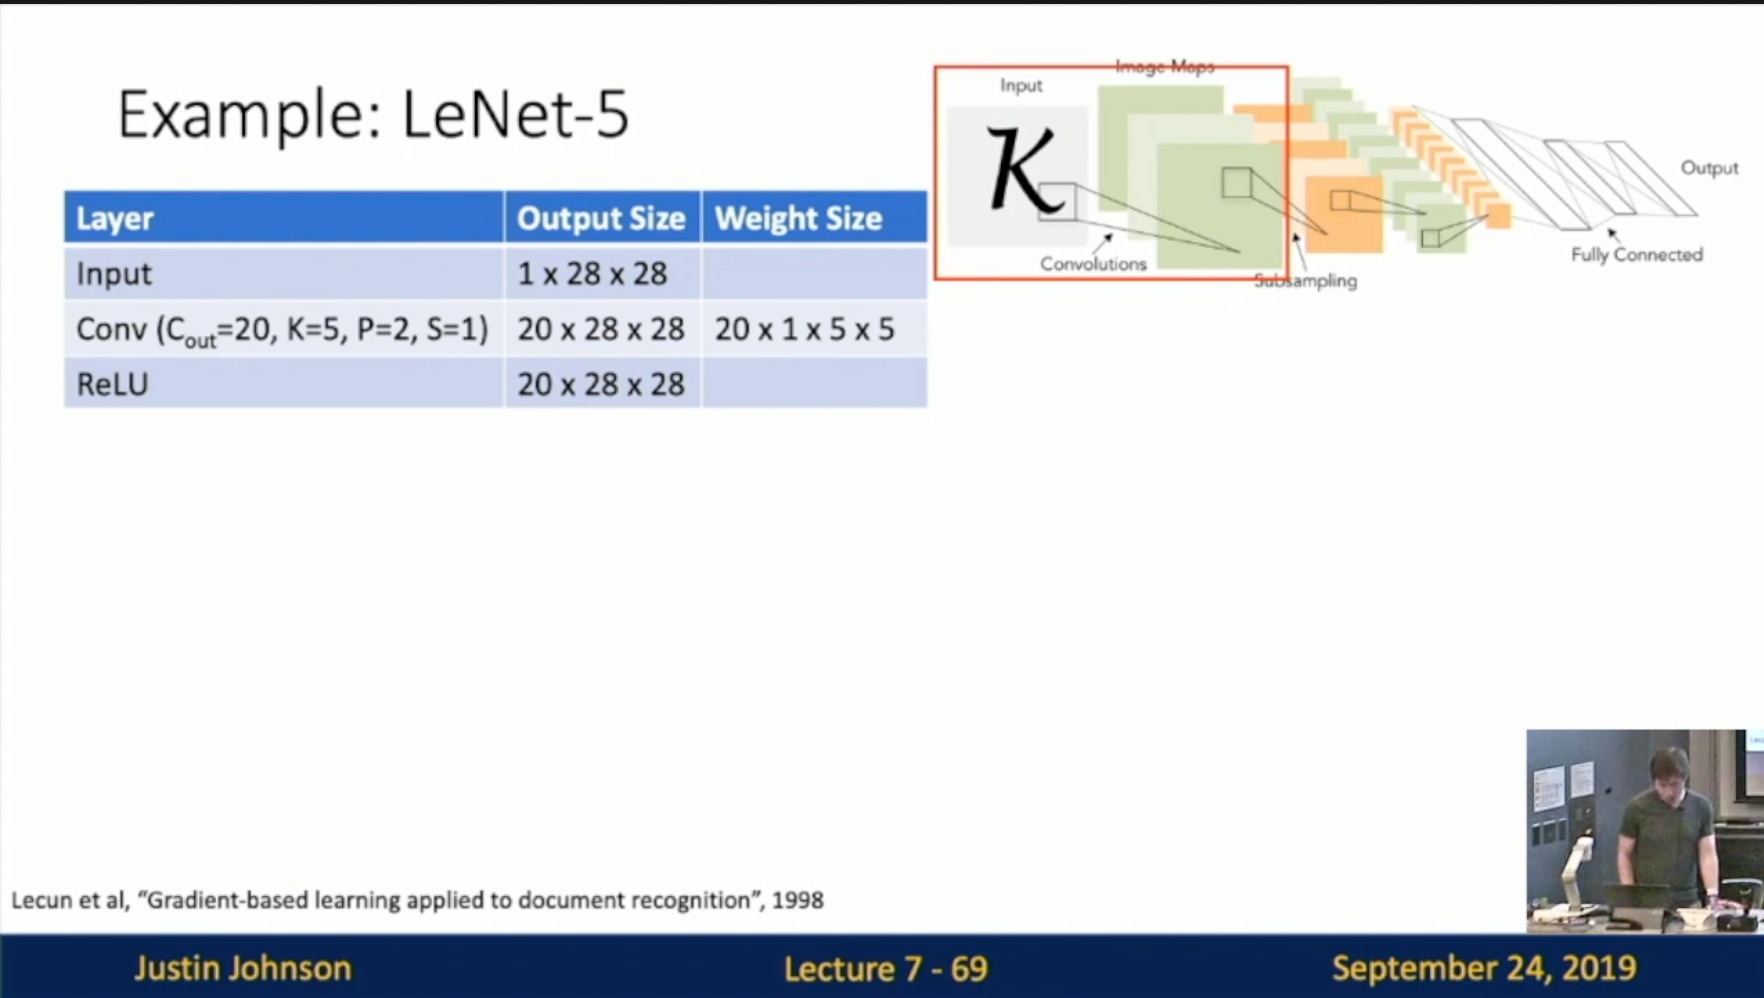 Example: LeNet-5
Image Maps
Input
K
Convolutions
Subsampling
Fully Connected
Output
Layer Output Size Weight Size
Input 1 x 28 x 28
Conv (Cout=20, K=5, P=2, S=1) 20 x 28 x 28 20 x 1 x 5 x 5
ReLU 20 x 28 x 28
Lecun et al, “Gradient-based learning applied to document recognition”, 1998
Justin Johnson Lecture 7 - 69 September 24, 2019